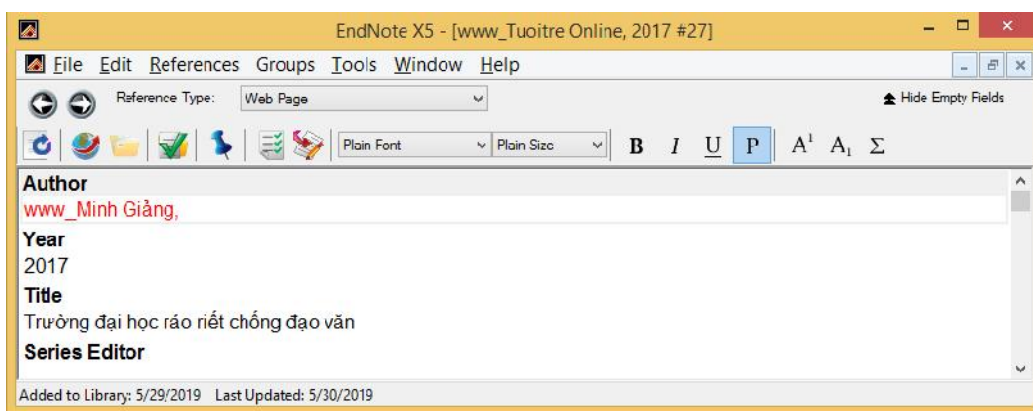 EndNote X5 - [www_Tuoitre Online, 2017 #27]
File Edit References Groups Tools Window Help
Reference Type: Web Page Hide Empty Fields
Plain Font Plain Size B I U P A¹ A₁ Σ
Author
www_Minh Giảng,
Year
2017
Title
Trường đại học ráo riết chống đạo văn
Series Editor
Added to Library: 5/29/2019 Last Updated: 5/30/2019